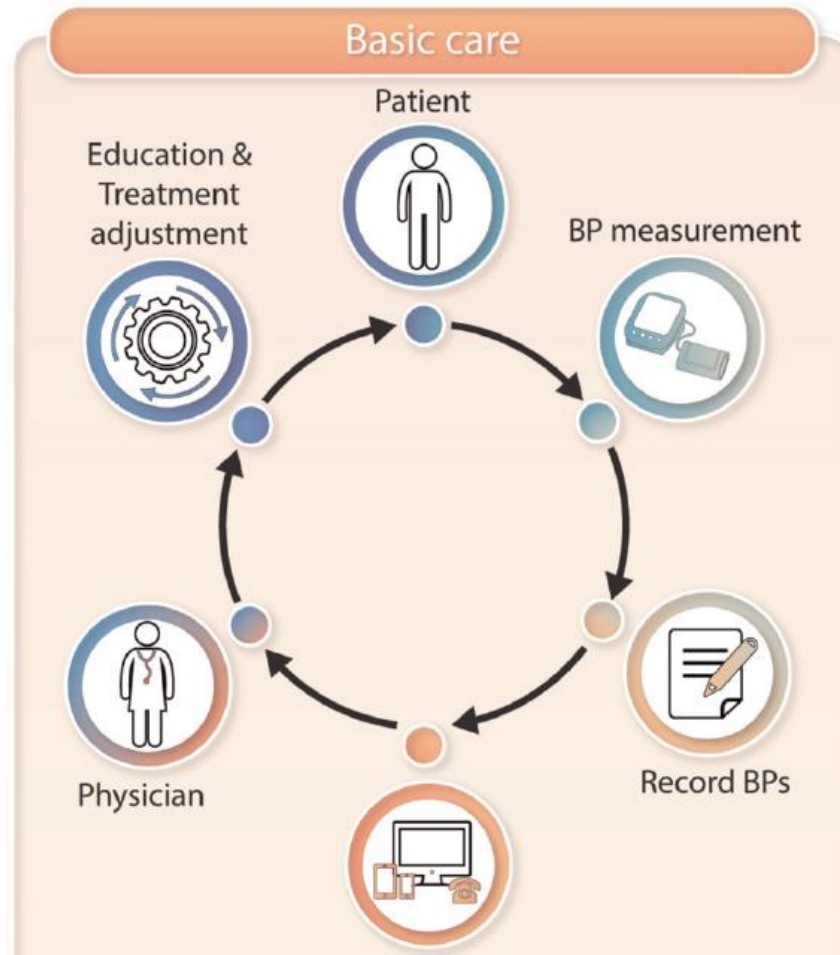 Basic care
Patient
Education &
Treatment
adjustment
BP measurement
Record BPs
Physician